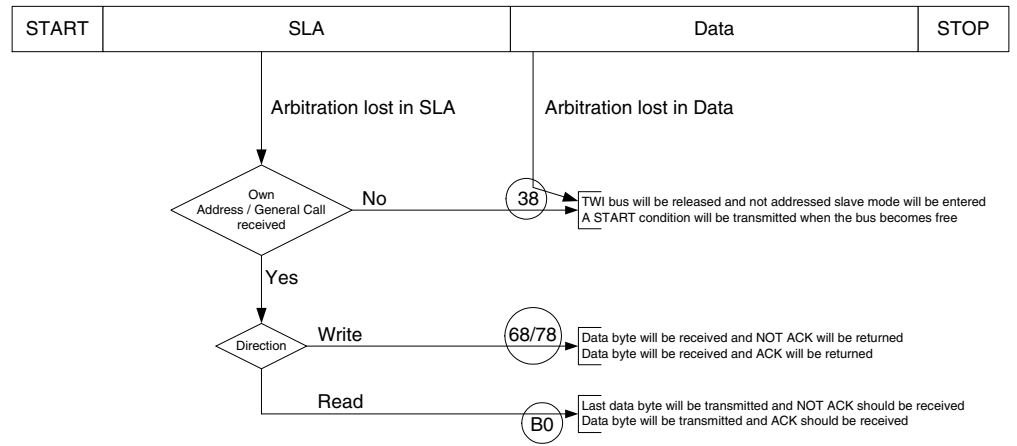 START
SLA
Data
STOP
Arbitration lost in SLA
Arbitration lost in Data
Own
Address / General Call
received
No
38
TWI bus will be released and not addressed slave mode will be entered
A START condition will be transmitted when the bus becomes free
Yes
Direction
Write
68/78
Data byte will be received and NOT ACK will be returned
Data byte will be received and ACK will be returned
Read
B0
Last data byte will be transmitted and NOT ACK should be received
Data byte will be transmitted and ACK should be received